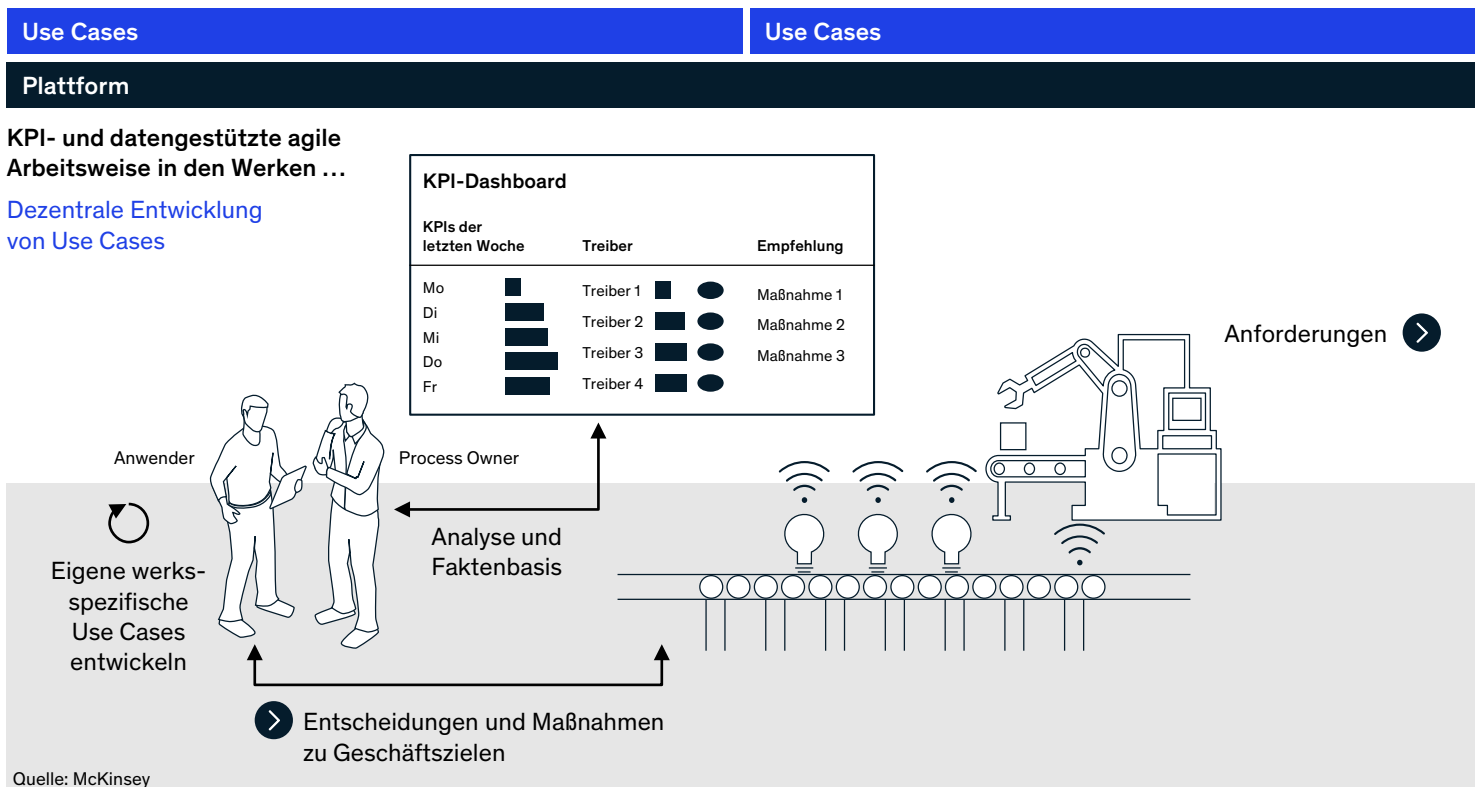 Use Cases
Use Cases
Plattform
KPI- und datengestützte agile
Arbeitsweise in den Werken …
Dezentrale Entwicklung
von Use Cases
KPI-Dashboard
KPIs der
letzten Woche
Treiber
Empfehlung
Mo
Di
Mi
Do
Fr
Treiber 1
Treiber 2
Treiber 3
Treiber 4
Maßnahme 1
Maßnahme 2
Maßnahme 3
Anforderungen
Anwender
Process Owner
Analyse und
Faktenbasis
Eigene werks-
spezifische
Use Cases
entwickeln
Entscheidungen und Maßnahmen
zu Geschäftszielen
Quelle: McKinsey